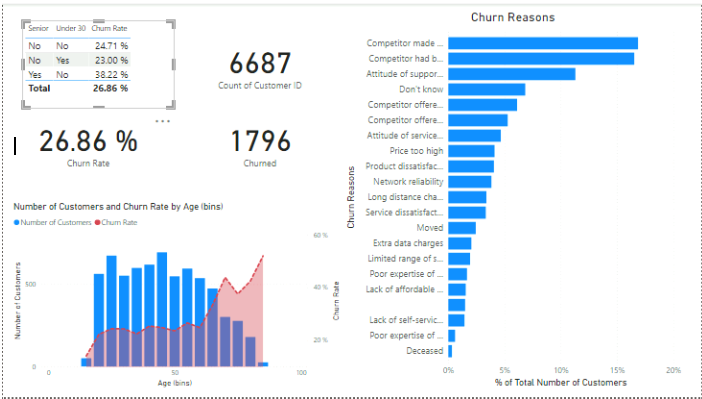 Senior Under 30 Churn Rate
No No 24.71 %
No Yes 23.00 %
Yes No 38.22 %
Total 26.86 %
6687
Count of Customer ID
26.86 %
Churn Rate
1796
Churned
Number of Customers and Churn Rate by Age (bins)
Number of Customers Churn Rate
Number of Customers
500
0
60 %
40 %
20 %
Churn Rate
0 50 100
Age (bins)
Churn Reasons
Churn Reasons
Competitor made ...
Competitor had b...
Attitude of suppor...
Don't know
Competitor offere...
Competitor offere...
Attitude of service...
Price too high
Product dissatisfac...
Network reliability
Long distance cha...
Service dissatisfact...
Moved
Extra data charges
Limited range of s...
Poor expertise of ...
Lack of affordable ...
Lack of self-servic...
Poor expertise of ...
Deceased
0% 5% 10% 15% 20%
% of Total Number of Customers